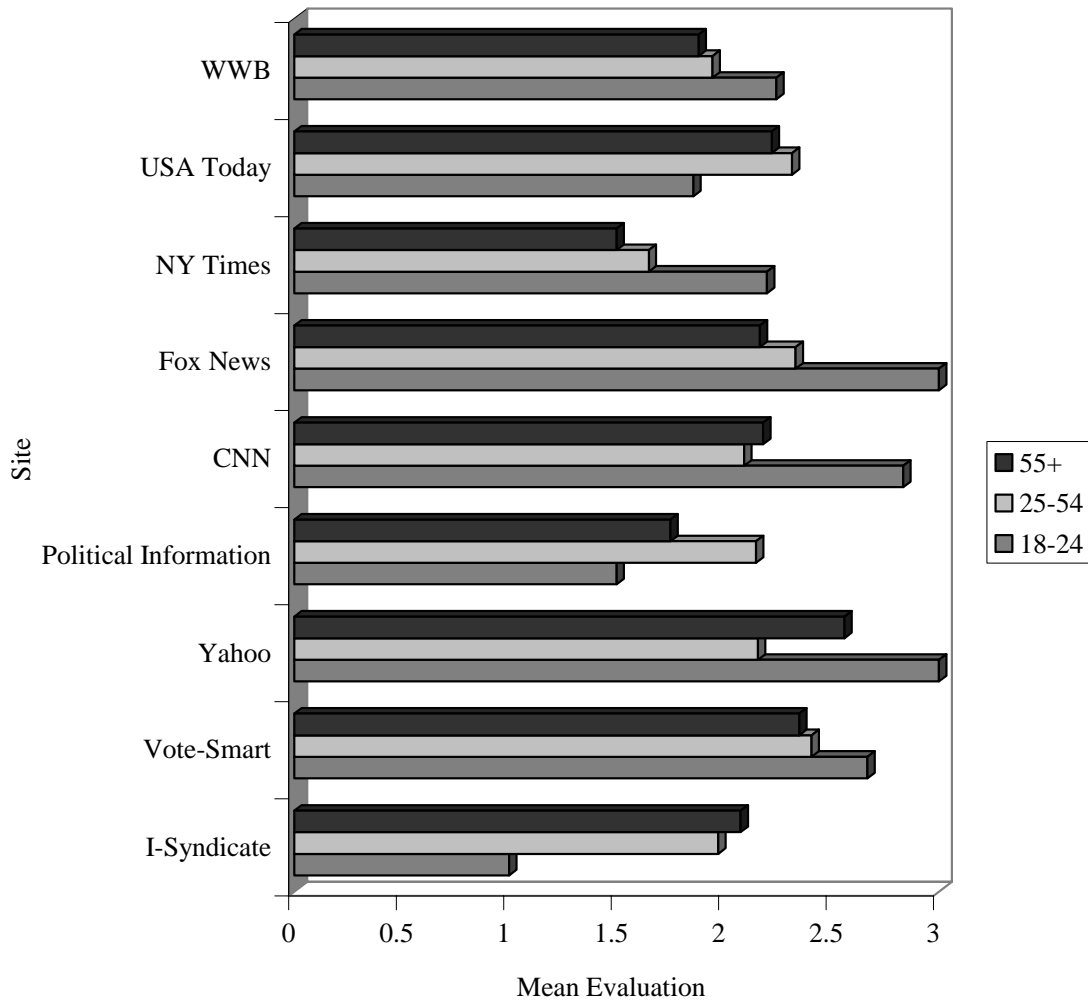 WWB
USA Today
NY Times
Fox News
CNN
Political Information
Yahoo
Vote-Smart
I-Syndicate
Site
0 0.5 1 1.5 2 2.5 3
Mean Evaluation
55+
25-54
18-24